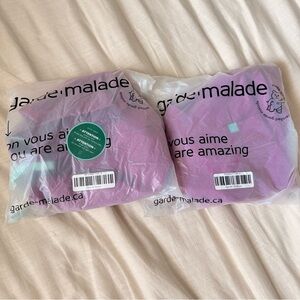 garde-malade
on vous aime
you are amazing
ATTENTION
garde-malade.ca
garde-malade
vous aime
are amazing
garde-malade.ca